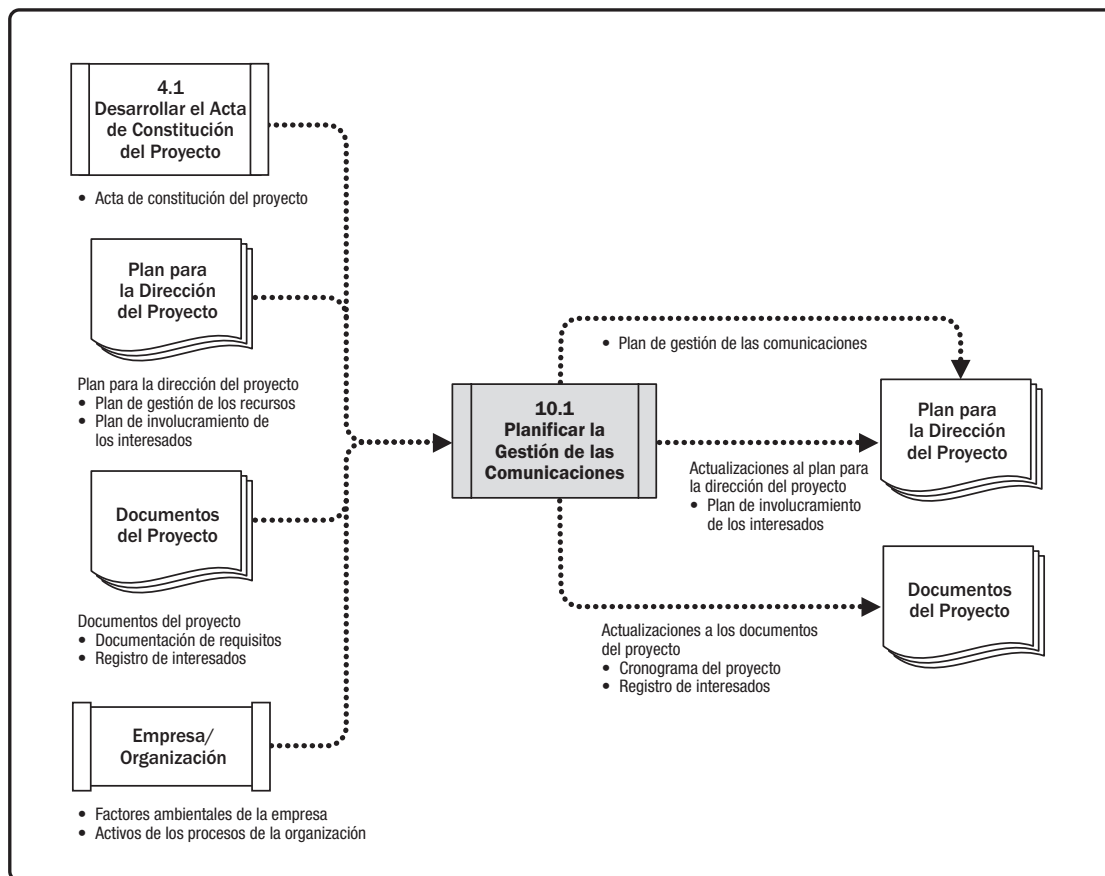 4.1
Desarrollar el Acta
de Constitución
del Proyecto
• Acta de constitución del proyecto
Plan para
la Dirección
del Proyecto
Plan para la dirección del proyecto
• Plan de gestión de los recursos
• Plan de involucramiento de
los interesados
Documentos
del Proyecto
Documentos del proyecto
• Documentación de requisitos
• Registro de interesados
Empresa/
Organización
• Factores ambientales de la empresa
• Activos de los procesos de la organización
10.1
Planificar la
Gestión de las
Comunicaciones
• Plan de gestión de las comunicaciones
Plan para
la Dirección
del Proyecto
Actualizaciones al plan para
la dirección del proyecto
• Plan de involucramiento
de los interesados
Documentos
del Proyecto
Actualizaciones a los documentos
del proyecto
• Cronograma del proyecto
• Registro de interesados